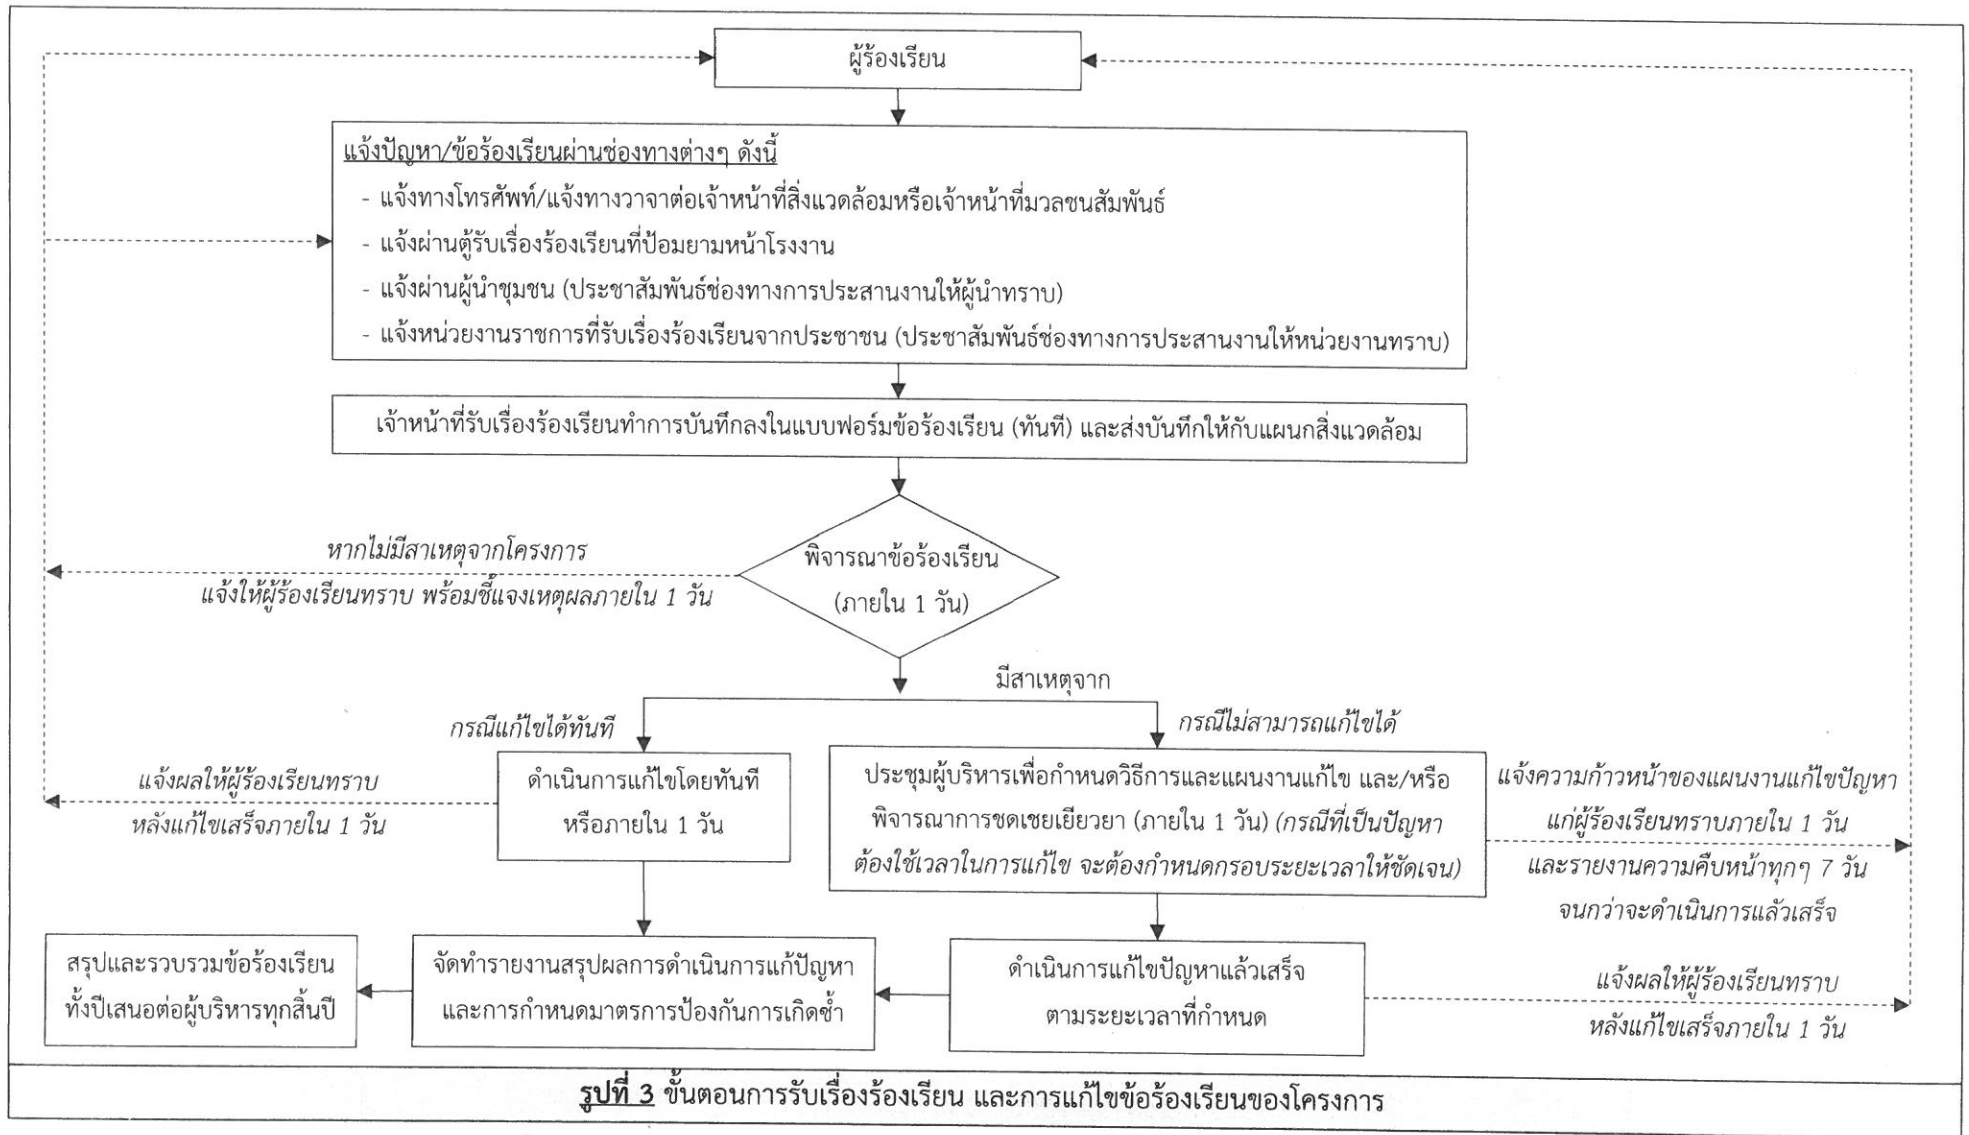 ผู้ร้องเรียน
แจ้งปัญหา/ข้อร้องเรียนผ่านช่องทางต่างๆ ดังนี้
- แจ้งทางโทรศัพท์/แจ้งทางวาจาต่อเจ้าหน้าที่สิ่งแวดล้อมหรือเจ้าหน้าที่มวลชนสัมพันธ์
- แจ้งผ่านตู้รับเรื่องร้องเรียนที่ป้อมยามหน้าโรงงาน
- แจ้งผ่านผู้นำชุมชน (ประชาสัมพันธ์ช่องทางการประสานงานให้ผู้นำทราบ)
- แจ้งหน่วยงานราชการที่รับเรื่องร้องเรียนจากประชาชน (ประชาสัมพันธ์ช่องทางการประสานงานให้หน่วยงานทราบ)
เจ้าหน้าที่รับเรื่องร้องเรียนทำการบันทึกลงในแบบฟอร์มข้อร้องเรียน (ทันที) และส่งบันทึกให้กับแผนกสิ่งแวดล้อม
พิจารณาข้อร้องเรียน
(ภายใน 1 วัน)
หากไม่มีสาเหตุจากโครงการ
แจ้งให้ผู้ร้องเรียนทราบ พร้อมชี้แจงเหตุผลภายใน 1 วัน
มีสาเหตุจาก
กรณีแก้ไขได้ทันที
กรณีไม่สามารถแก้ไขได้
แจ้งผลให้ผู้ร้องเรียนทราบ
หลังแก้ไขเสร็จภายใน 1 วัน
ดำเนินการแก้ไขโดยทันที
หรือภายใน 1 วัน
ประชุมผู้บริหารเพื่อกำหนดวิธีการและแผนงานแก้ไข และ/หรือ
พิจารณาการชดเชยเยียวยา (ภายใน 1 วัน) (กรณีที่เป็นปัญหา
ต้องใช้เวลาในการแก้ไข จะต้องกำหนดกรอบระยะเวลาให้ชัดเจน)
แจ้งความก้าวหน้าของแผนงานแก้ไขปัญหา
แก่ผู้ร้องเรียนทราบภายใน 1 วัน
และรายงานความคืบหน้าทุกๆ 7 วัน
จนกว่าจะดำเนินการแล้วเสร็จ
สรุปและรวบรวมข้อร้องเรียน
ทั้งปีเสนอต่อผู้บริหารทุกสิ้นปี
จัดทำรายงานสรุปผลการดำเนินการแก้ปัญหา
และการกำหนดมาตรการป้องกันการเกิดซ้ำ
ดำเนินการแก้ไขปัญหาแล้วเสร็จ
ตามระยะเวลาที่กำหนด
แจ้งผลให้ผู้ร้องเรียนทราบ
หลังแก้ไขเสร็จภายใน 1 วัน
รูปที่ 3 ขั้นตอนการรับเรื่องร้องเรียน และการแก้ไขข้อร้องเรียนของโครงการ